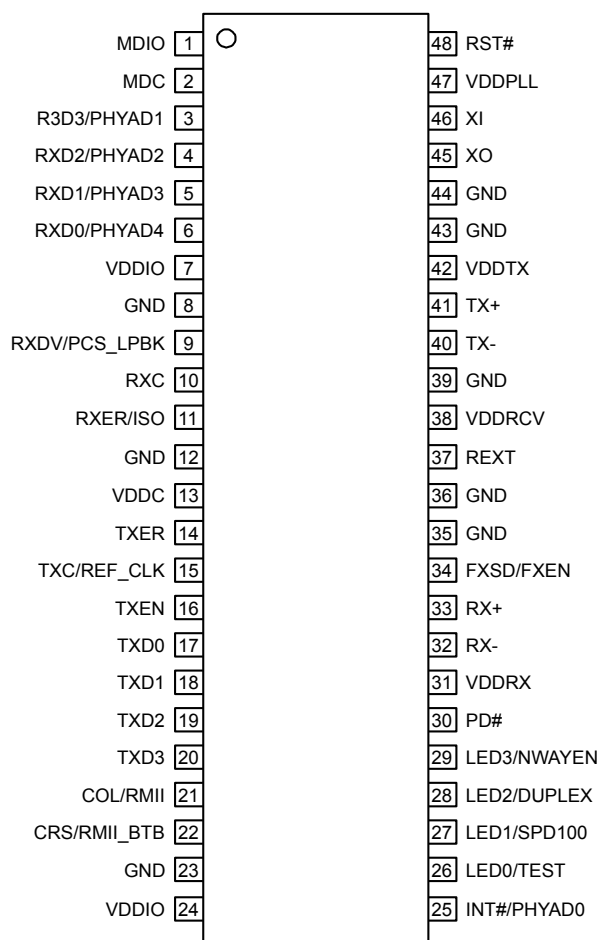 MDIO 1
MDC 2
R3D3/PHYAD1 3
RXD2/PHYAD2 4
RXD1/PHYAD3 5
RXD0/PHYAD4 6
VDDIO 7
GND 8
RXDV/PCS_LPBK 9
RXC 10
RXER/ISO 11
GND 12
VDDC 13
TXER 14
TXC/REF_CLK 15
TXEN 16
TXD0 17
TXD1 18
TXD2 19
TXD3 20
COL/RMII 21
CRS/RMII_BTB 22
GND 23
VDDIO 24
48 RST#
47 VDDPLL
46 XI
45 XO
44 GND
43 GND
42 VDDTX
41 TX+
40 TX-
39 GND
38 VDDRCV
37 REXT
36 GND
35 GND
34 FXSD/FXEN
33 RX+
32 RX-
31 VDDRX
30 PD#
29 LED3/NWAYEN
28 LED2/DUPLEX
27 LED1/SPD100
26 LED0/TEST
25 INT#/PHYAD0